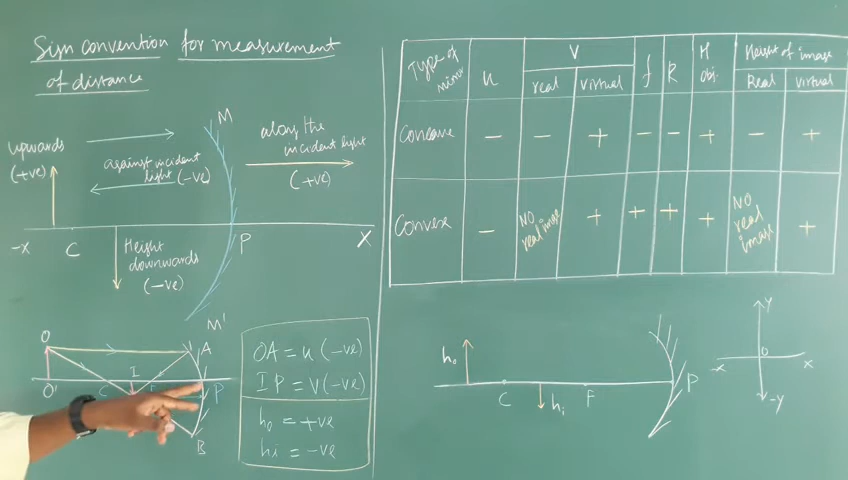 Sign convention for measurement
of distance
M
upwards
(+ve)
against incident
light (-ve)
along the
incident light
(+ve)
-X
C
Height
downwards
(-ve)
P
X
M'
O
A
I
O'
C
F
P
B
OA = u (-ve)
IP = V (-ve)
ho = +ve
hi = -ve
Type of
mirror
u
V
real
virtual
f
R
H
obj.
Height of image
Real
virtual
Concave
-
-
+
-
-
+
-
+
Convex
-
NO
real image
+
+
+
+
NO
real
image
+
ho
C
hi
F
P
Y
-x
O
x
-Y